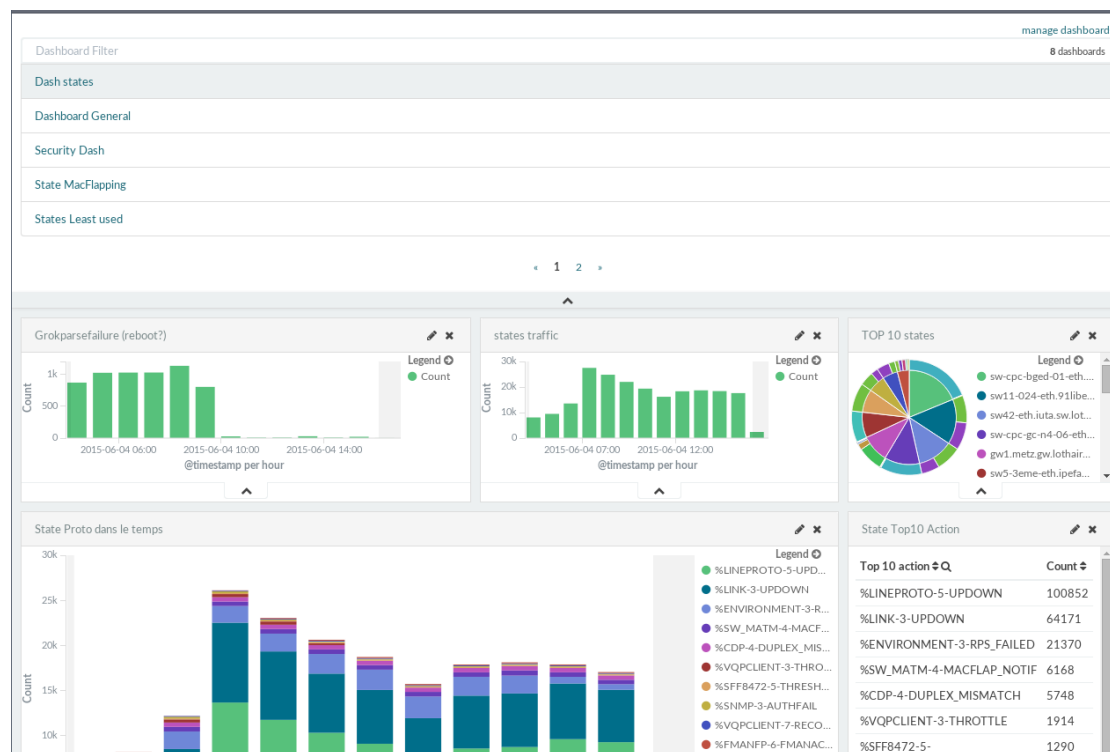 manage dashboard
Dashboard Filter
8 dashboards
Dash states
Dashboard General
Security Dash
State MacFlapping
States Least used
« 1 2 »
Grokparsefailure (reboot?)
Legend
Count
1k
500
0
Count
2015-06-04 06:00 2015-06-04 10:00 2015-06-04 14:00
@timestamp per hour
states traffic
Legend
Count
30k
20k
10k
0
Count
2015-06-04 07:00 2015-06-04 12:00
@timestamp per hour
TOP 10 states
Legend
sw-cpc-bged-01-eth....
sw11-024-eth.91libe...
sw42-eth.iuta.sw.lot...
sw-cpc-gc-n4-06-eth...
gw1.metz.gw.lothair...
sw5-3eme-eth.ipefa...
State Proto dans le temps
30k
25k
20k
15k
10k
Count
Legend
%LINEPROTO-5-UPD...
%LINK-3-UPDOWN
%ENVIRONMENT-3-R...
%SW_MATM-4-MACF...
%CDP-4-DUPLEX_MIS...
%VQPCLIENT-3-THRO...
%SFF8472-5-THRESH...
%SNMP-3-AUTHFAIL
%VQPCLIENT-7-RECO...
%FMANFP-6-FMANAC...
State Top10 Action
Top 10 action Count
%LINEPROTO-5-UPDOWN 100852
%LINK-3-UPDOWN 64171
%ENVIRONMENT-3-RPS_FAILED 21370
%SW_MATM-4-MACFLAP_NOTIF 6168
%CDP-4-DUPLEX_MISMATCH 5748
%VQPCLIENT-3-THROTTLE 1914
%SFF8472-5- 1290